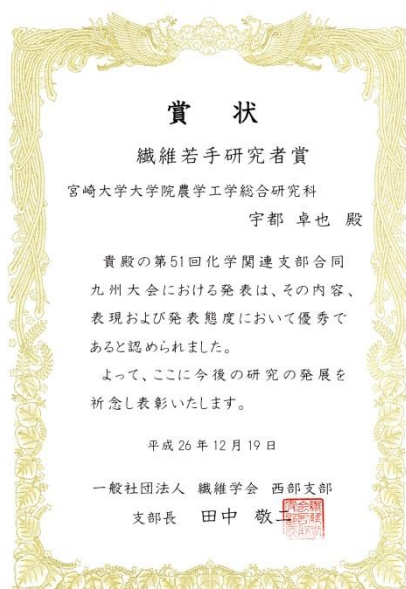 賞 状
繊維若手研究者賞
宮崎大学大学院農学工学総合研究科
宇都 卓也 殿
貴殿の第51回化学関連支部合同
九州大会における発表は、その内容、
表現および発表態度において優秀で
あると認められました。
よって、ここに今後の研究の発展を
祈念し表彰いたします。
平成26年12月19日
一般社団法人 繊維学会 西部支部
支部長 田中 敬二